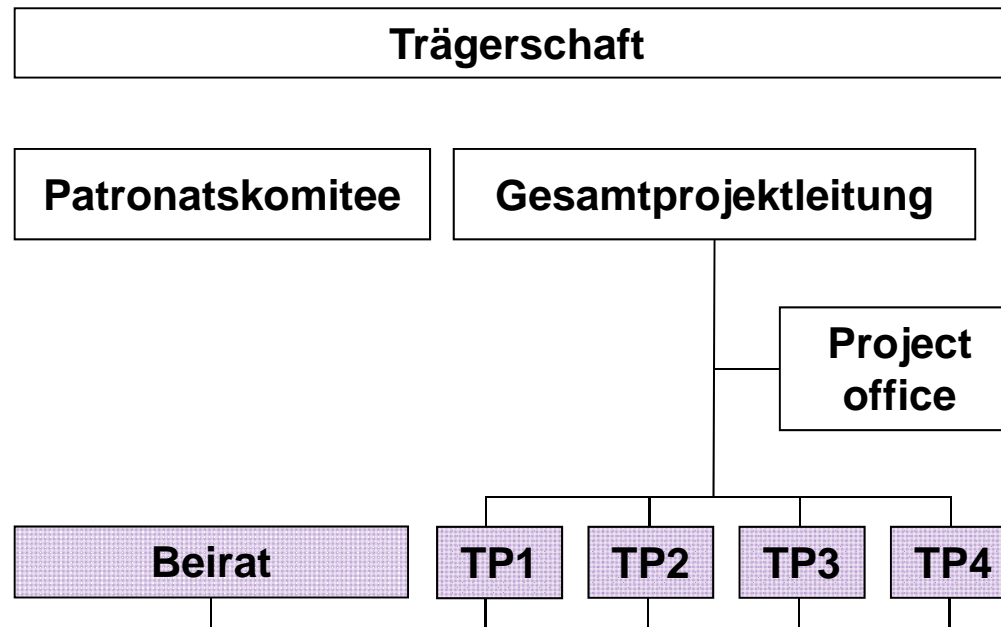 Trägerschaft
Patronatskomitee
Gesamtprojektleitung
Project
office
Beirat
TP1
TP2
TP3
TP4